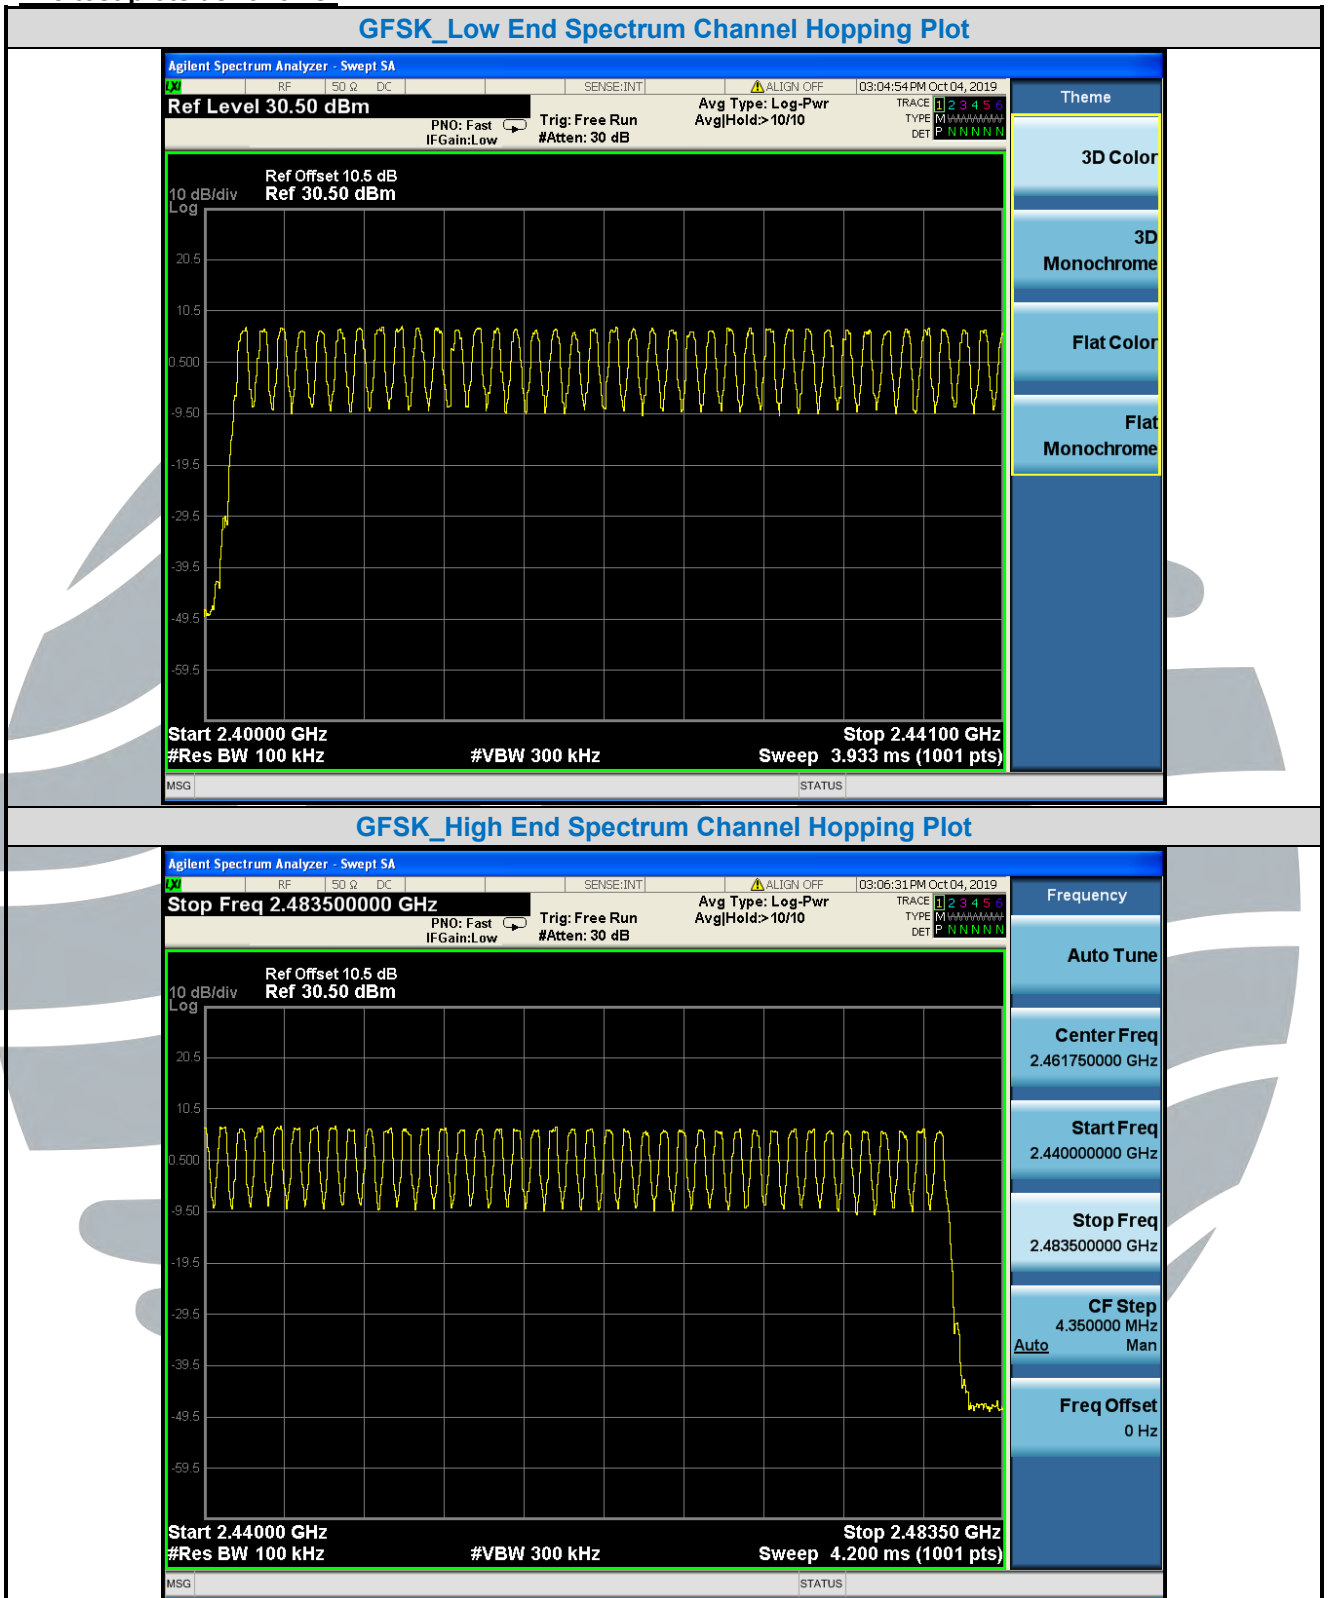 GFSK_Low End Spectrum Channel Hopping Plot
Agilent Spectrum Analyzer - Swept SA
LXI RF 50 Ω DC SENSE:INT ALIGN OFF 03:04:54 PM Oct 04, 2019
Ref Level 30.50 dBm
PNO: Fast
IFGain:Low
Trig: Free Run
#Atten: 30 dB
Avg Type: Log-Pwr
Avg|Hold:>10/10
TRACE 1 2 3 4 5 6
TYPE M
DET P N N N N N
Ref Offset 10.5 dB
10 dB/div Ref 30.50 dBm
Log
20.5
10.5
0.500
-9.50
-19.5
-29.5
-39.5
-49.5
-59.5
Start 2.40000 GHz Stop 2.44100 GHz
#Res BW 100 kHz #VBW 300 kHz Sweep 3.933 ms (1001 pts)
MSG STATUS
Theme
3D Color
3D
Monochrome
Flat Color
Flat
Monochrome
GFSK_High End Spectrum Channel Hopping Plot
Agilent Spectrum Analyzer - Swept SA
LXI RF 50 Ω DC SENSE:INT ALIGN OFF 03:06:31 PM Oct 04, 2019
Stop Freq 2.483500000 GHz
PNO: Fast
IFGain:Low
Trig: Free Run
#Atten: 30 dB
Avg Type: Log-Pwr
Avg|Hold:>10/10
TRACE 1 2 3 4 5 6
TYPE M
DET P N N N N N
Ref Offset 10.5 dB
10 dB/div Ref 30.50 dBm
Log
20.5
10.5
0.500
-9.50
-19.5
-29.5
-39.5
-49.5
-59.5
Start 2.44000 GHz Stop 2.48350 GHz
#Res BW 100 kHz #VBW 300 kHz Sweep 4.200 ms (1001 pts)
MSG STATUS
Frequency
Auto Tune
Center Freq
2.461750000 GHz
Start Freq
2.440000000 GHz
Stop Freq
2.483500000 GHz
CF Step
4.350000 MHz
Auto Man
Freq Offset
0 Hz